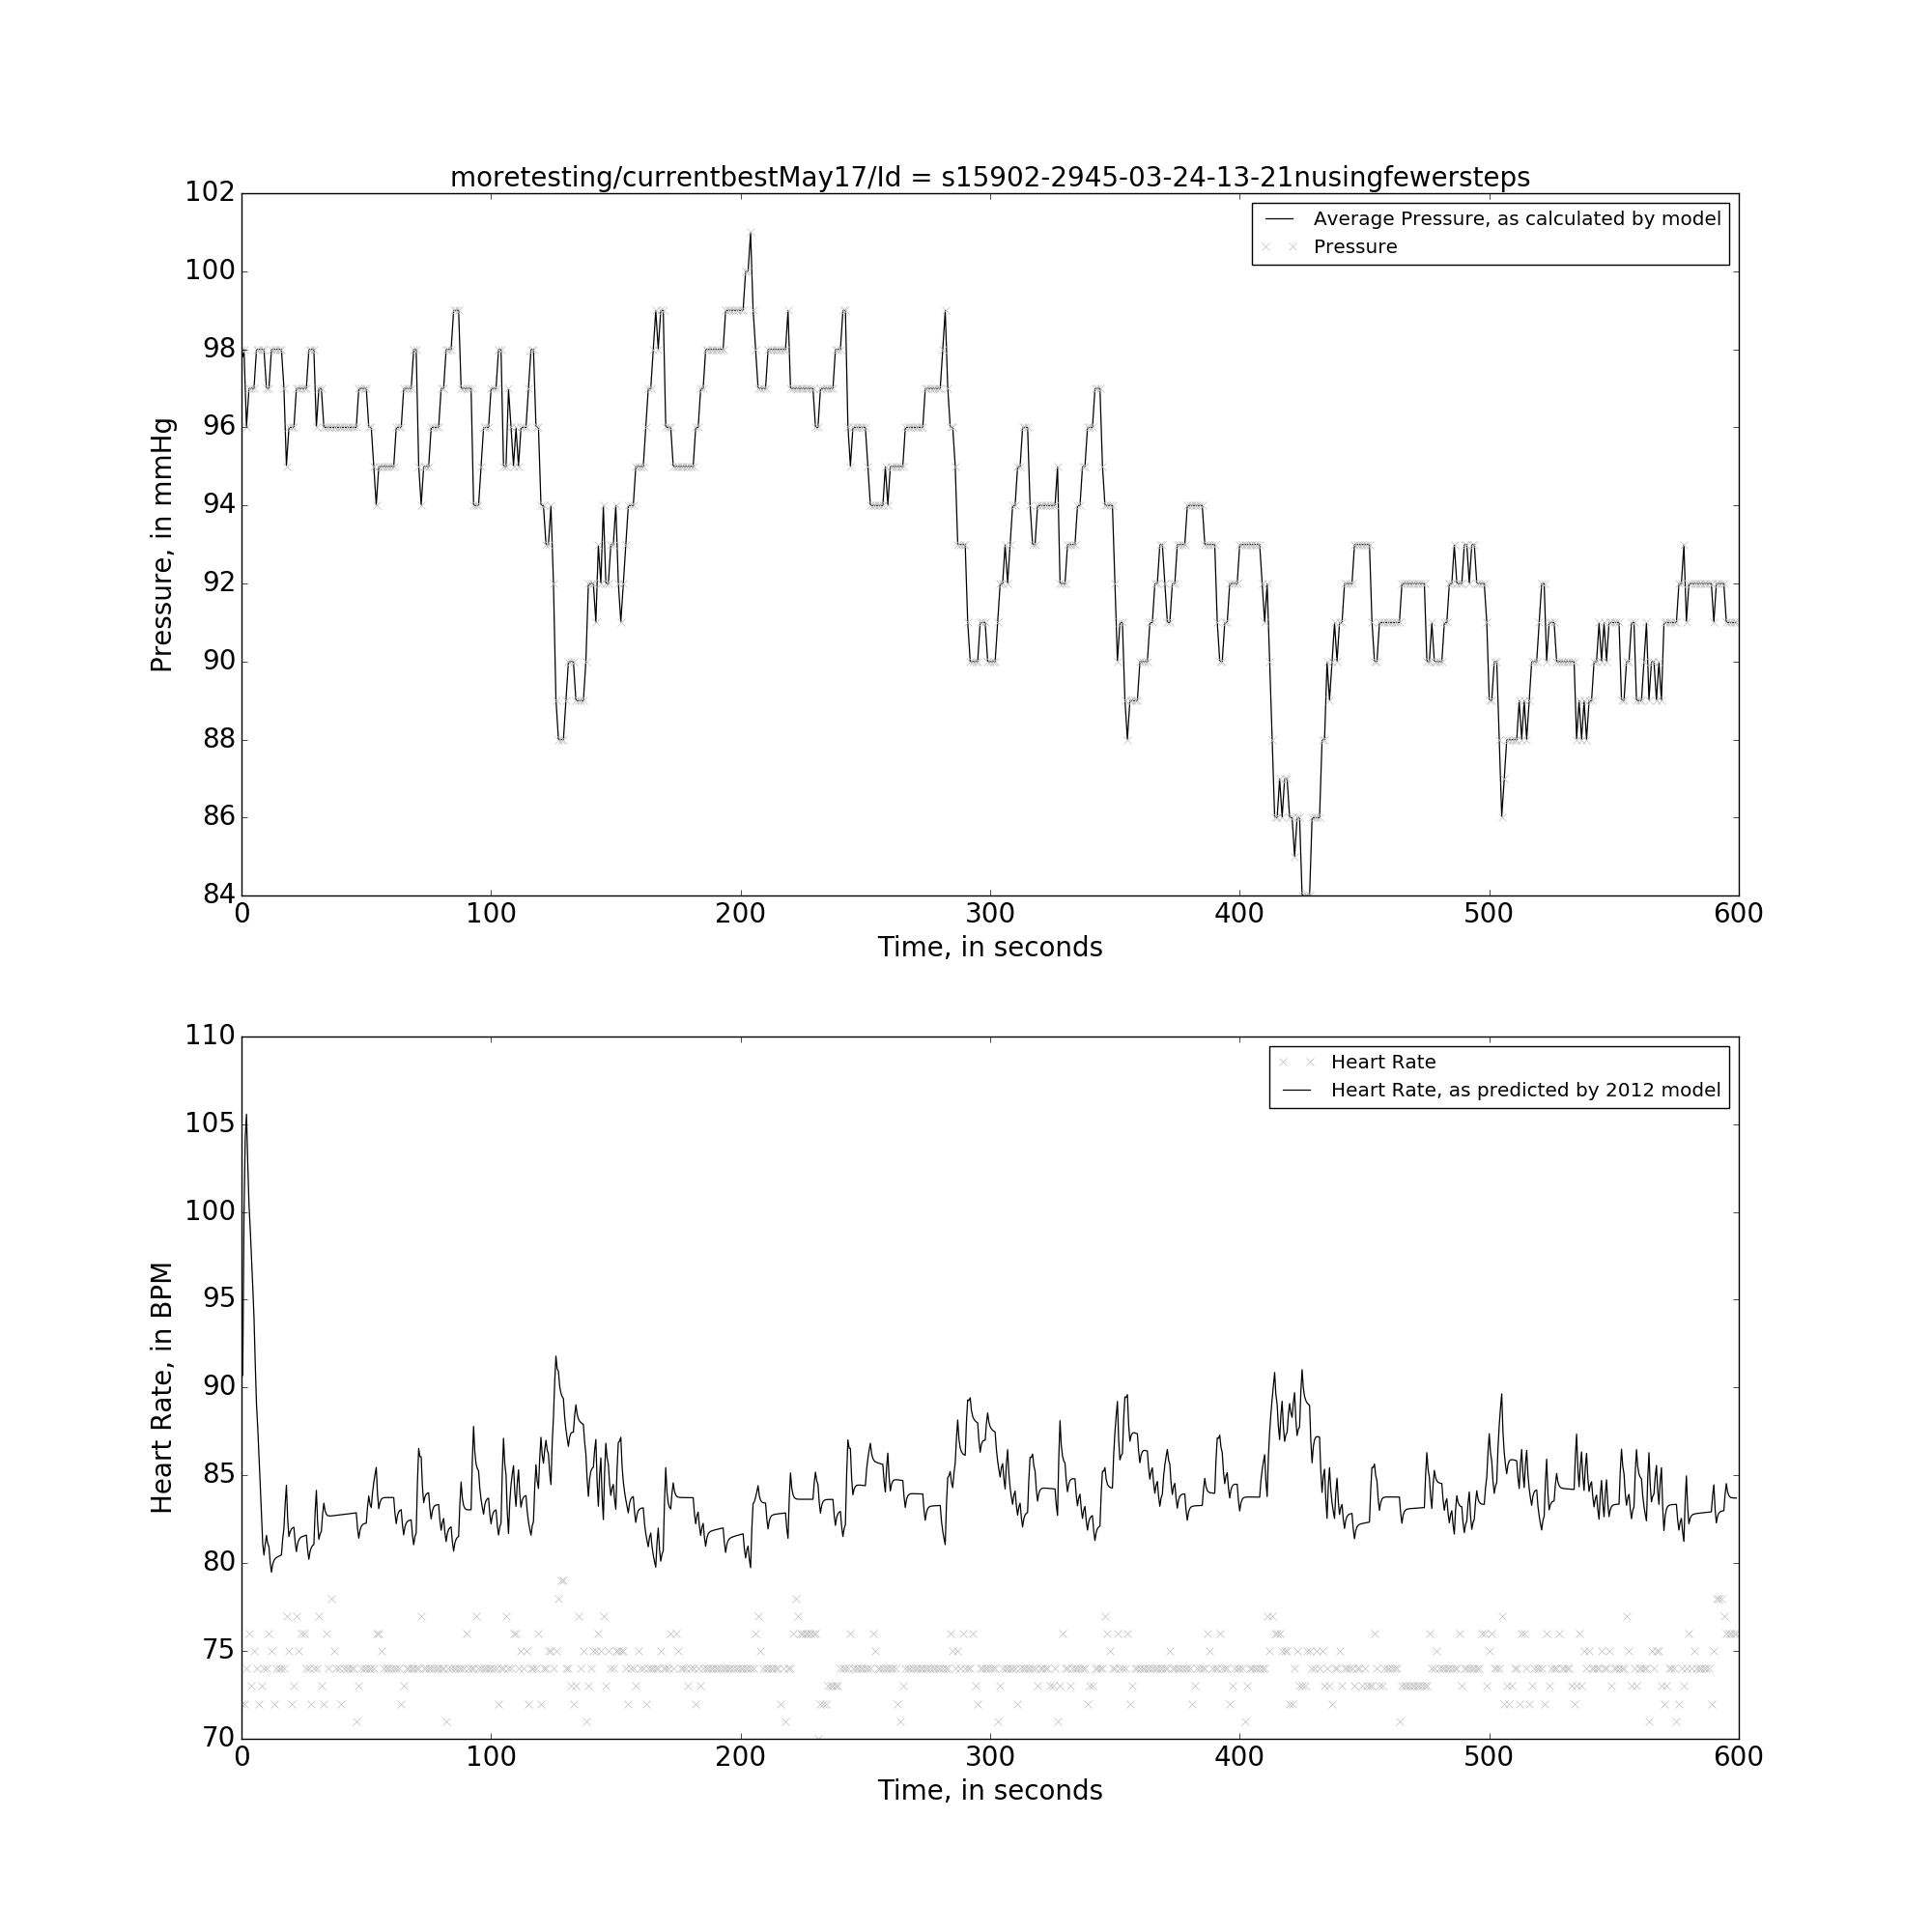 moretesting/currentbestMay17/Id = s15902-2945-03-24-13-21nusingfewersteps
102
100
98
96
94
92
90
88
86
84
Pressure, in mmHg
Average Pressure, as calculated by model
Pressure
0 100 200 300 400 500 600
Time, in seconds
110
105
100
95
90
85
80
75
70
Heart Rate, in BPM
Heart Rate
Heart Rate, as predicted by 2012 model
0 100 200 300 400 500 600
Time, in seconds